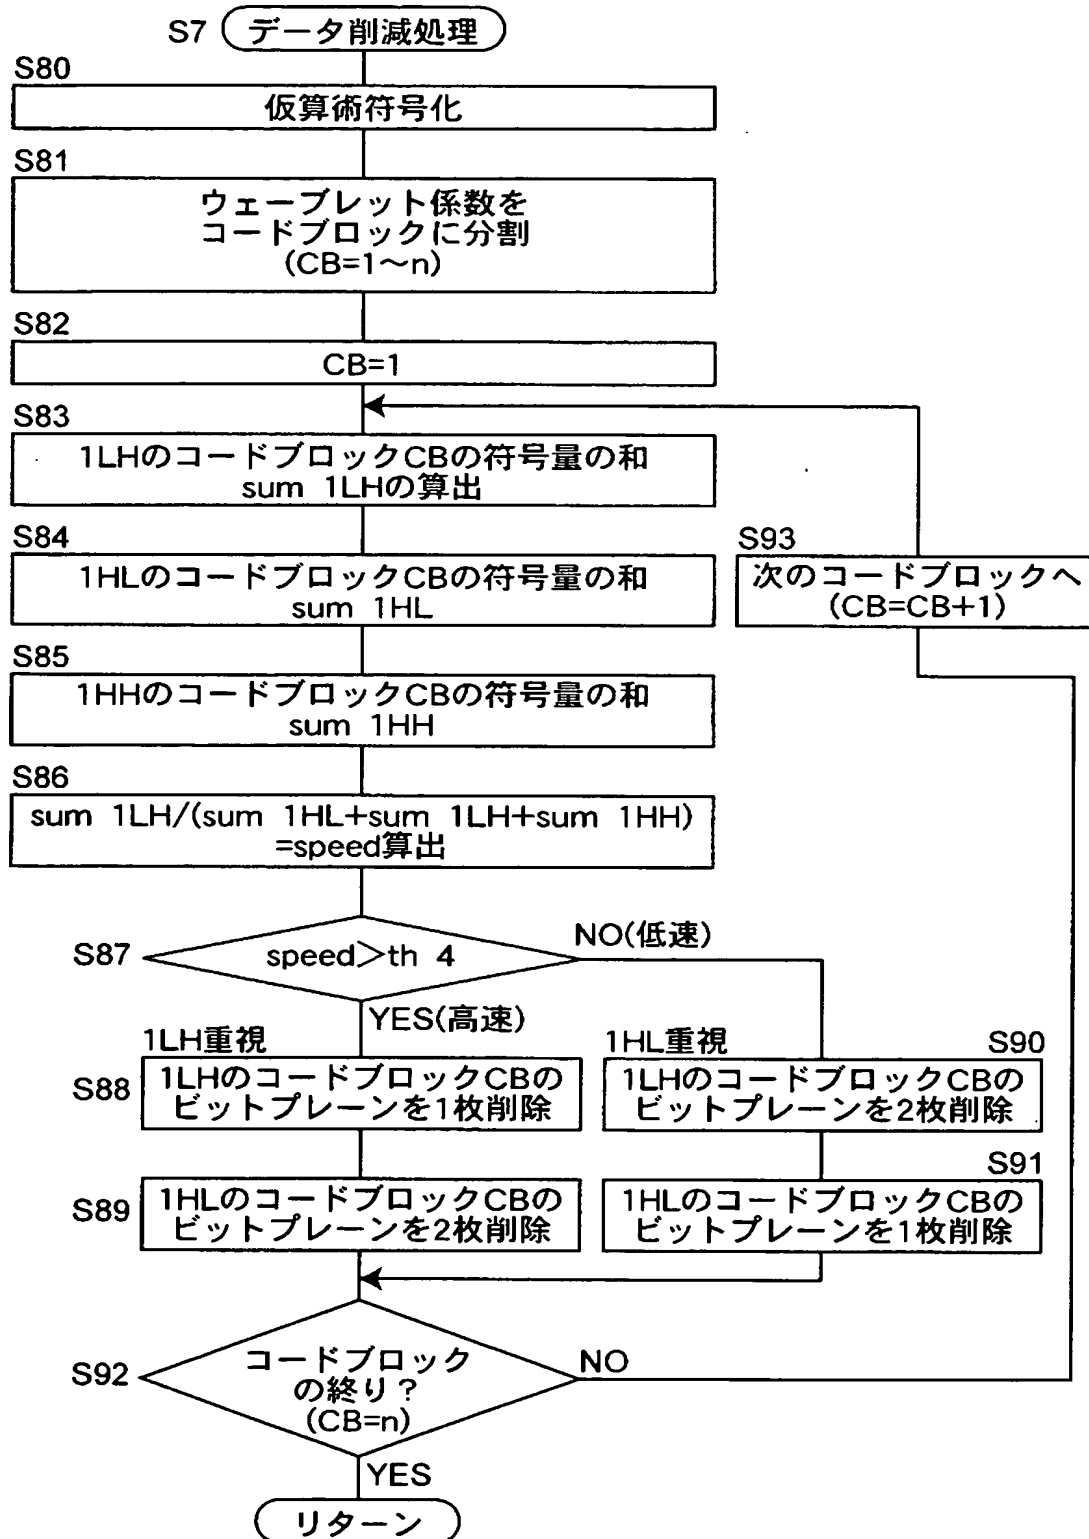 S7 データ削減処理
S80
仮算術符号化
S81
ウェーブレット係数を
コードブロックに分割
(CB=1〜n)
S82
CB=1
S83
1LHのコードブロックCBの符号量の和
sum 1LHの算出
S84
1HLのコードブロックCBの符号量の和
sum 1HL
S93
次のコードブロックへ
(CB=CB+1)
S85
1HHのコードブロックCBの符号量の和
sum 1HH
S86
sum 1LH/(sum 1HL+sum 1LH+sum 1HH)
=speed算出
S87
speed>th 4
NO(低速)
YES(高速)
1LH重視
S88
1LHのコードブロックCBの
ビットプレーンを1枚削除
S89
1HLのコードブロックCBの
ビットプレーンを2枚削除
1HL重視
S90
1LHのコードブロックCBの
ビットプレーンを2枚削除
S91
1HLのコードブロックCBの
ビットプレーンを1枚削除
S92
コードブロック
の終り？
(CB=n)
NO
YES
リターン